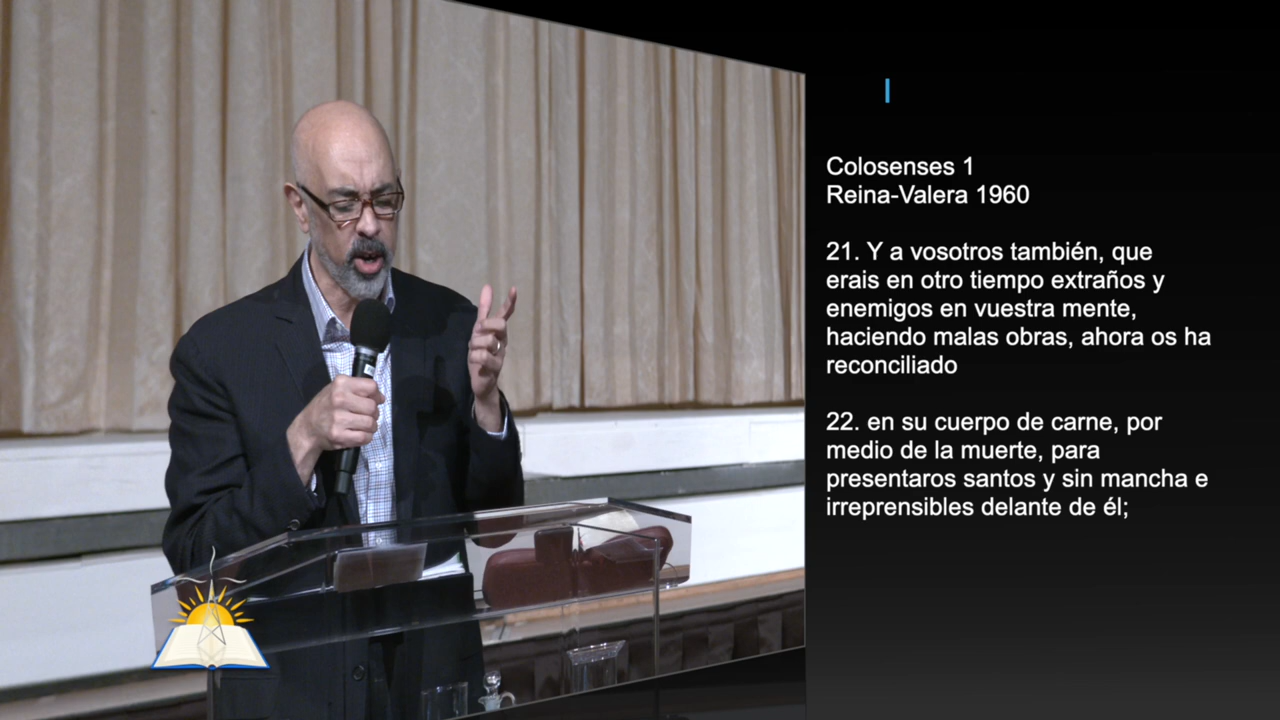 Colosenses 1
Reina-Valera 1960
21. Y a vosotros también, que
erais en otro tiempo extraños y
enemigos en vuestra mente,
haciendo malas obras, ahora os ha
reconciliado
22. en su cuerpo de carne, por
medio de la muerte, para
presentaros santos y sin mancha e
irreprensibles delante de él;